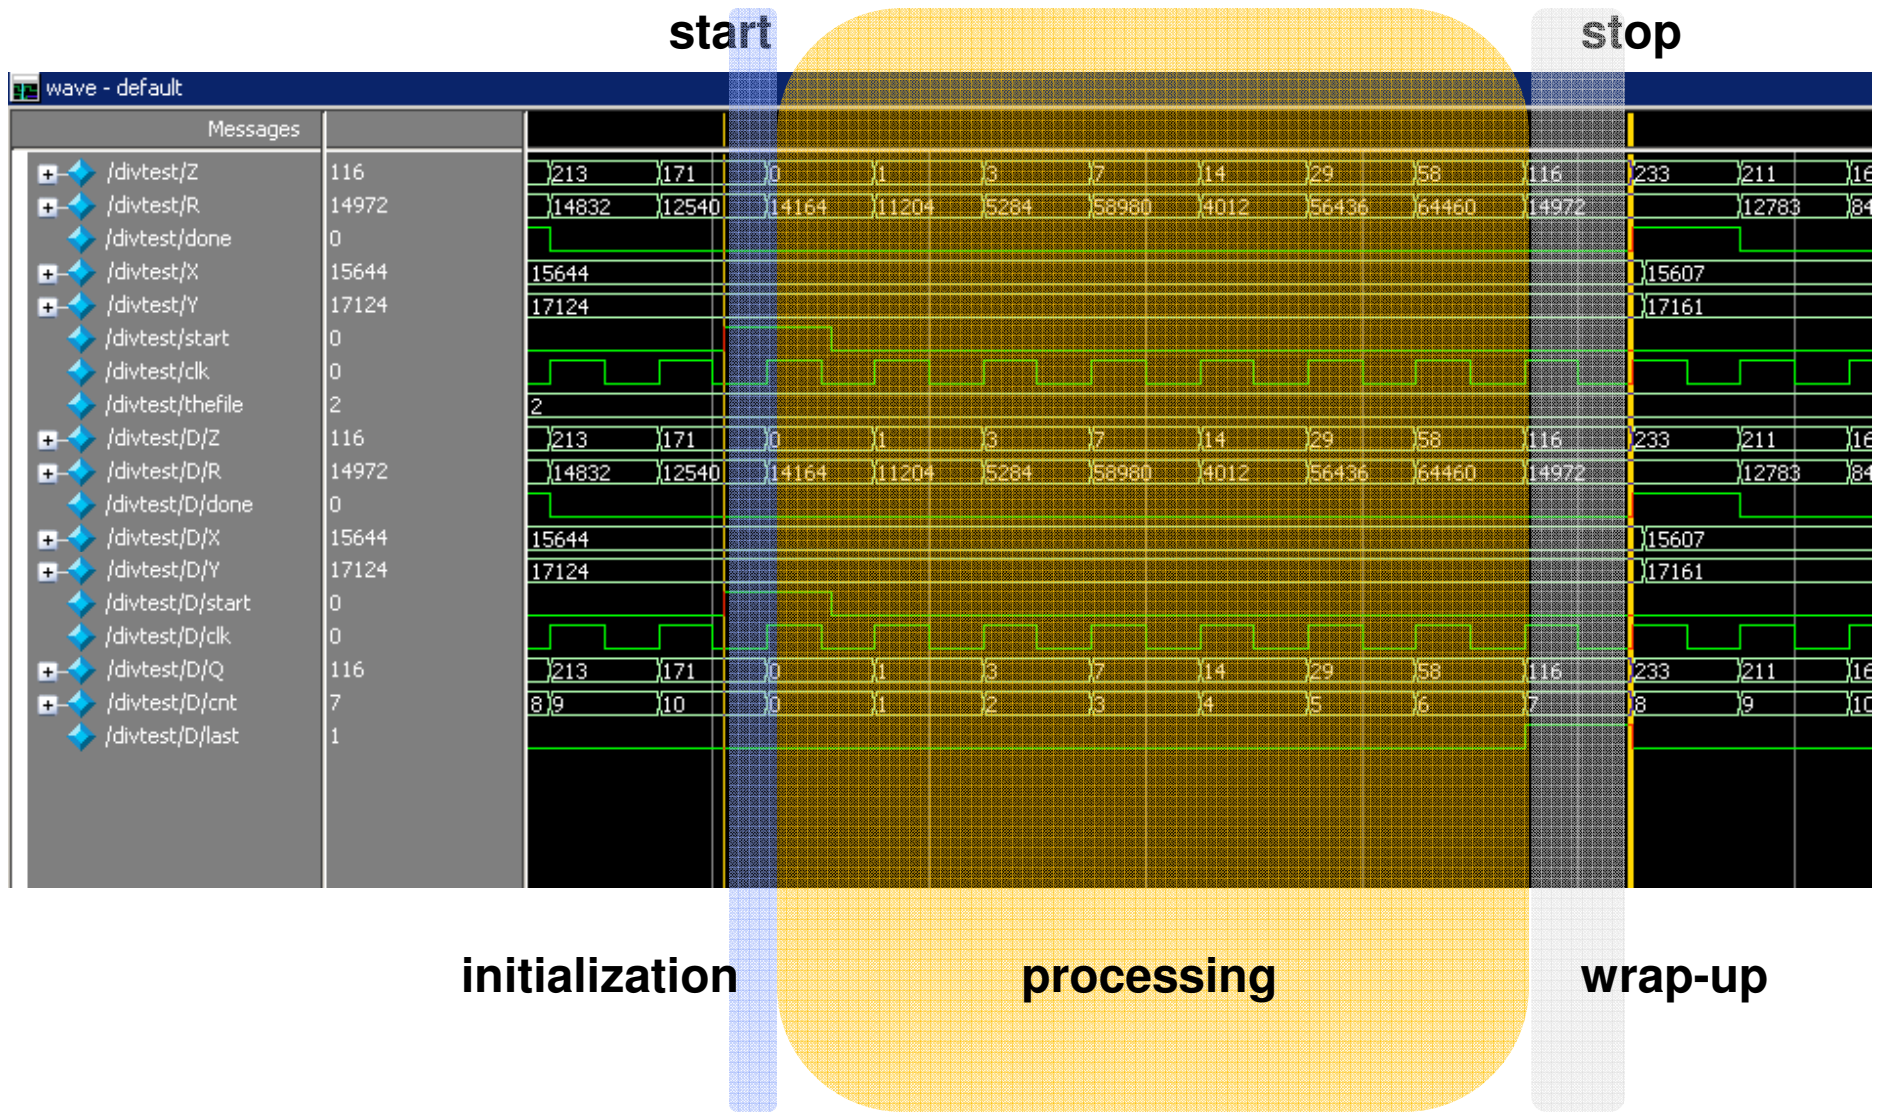 start stop
wave - default
Messages
/divtest/Z 116 213 171 0 1 3 7 14 29 58 116 233 211 16
/divtest/R 14972 14832 12540 14164 11204 5284 58980 4012 56436 64460 14972 12783 84
/divtest/done 0
/divtest/X 15644 15644 15607
/divtest/Y 17124 17124 17161
/divtest/start 0
/divtest/clk 0
/divtest/thefile 2 2
/divtest/D/Z 116 213 171 0 1 3 7 14 29 58 116 233 211 16
/divtest/D/R 14972 14832 12540 14164 11204 5284 58980 4012 56436 64460 14972 12783 84
/divtest/D/done 0
/divtest/D/X 15644 15644 15607
/divtest/D/Y 17124 17124 17161
/divtest/D/start 0
/divtest/D/clk 0
/divtest/D/Q 116 213 171 0 1 3 7 14 29 58 116 233 211 16
/divtest/D/cnt 7 8 9 10 0 1 2 3 4 5 6 7 8 9 10
/divtest/D/last 1
initialization processing wrap-up